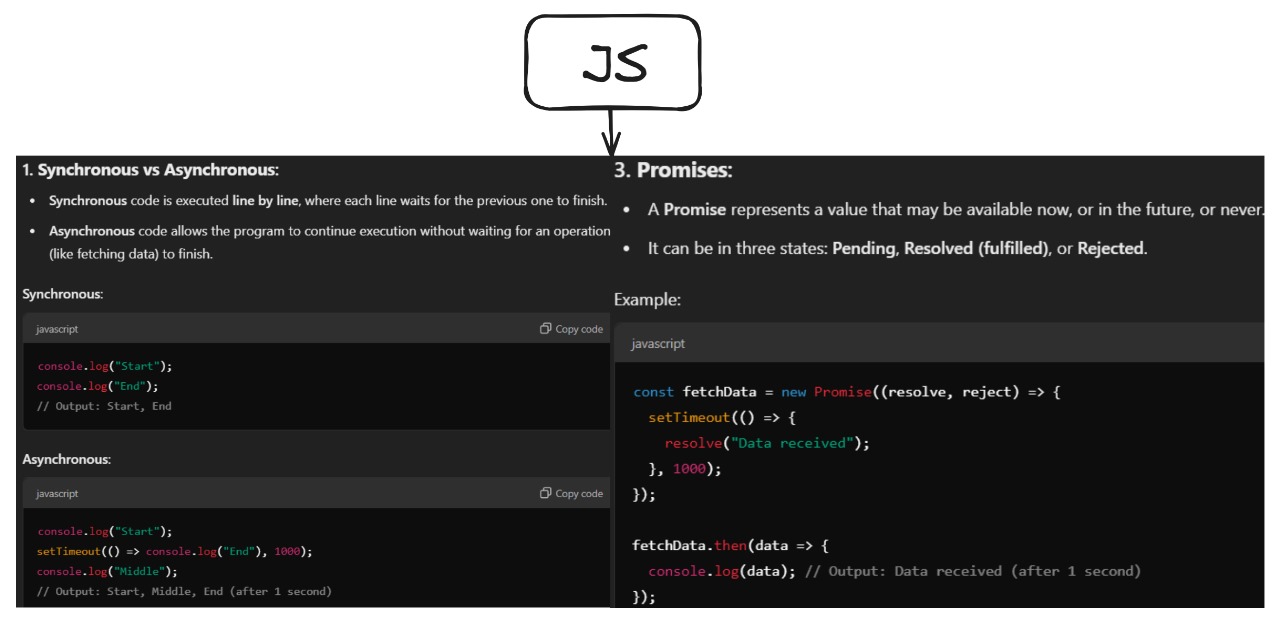 JS
1. Synchronous vs Asynchronous:
• Synchronous code is executed line by line, where each line waits for the previous one to finish.
• Asynchronous code allows the program to continue execution without waiting for an operation
(like fetching data) to finish.
Synchronous:
javascript
Copy code
console.log("Start");
console.log("End");
// Output: Start, End
Asynchronous:
javascript
Copy code
console.log("Start");
setTimeout(() => console.log("End"), 1000);
console.log("Middle");
// Output: Start, Middle, End (after 1 second)
3. Promises:
• A Promise represents a value that may be available now, or in the future, or never.
• It can be in three states: Pending, Resolved (fulfilled), or Rejected.
Example:
javascript
const fetchData = new Promise((resolve, reject) => {
  setTimeout(() => {
    resolve("Data received");
  }, 1000);
});
fetchData.then(data => {
  console.log(data); // Output: Data received (after 1 second)
});